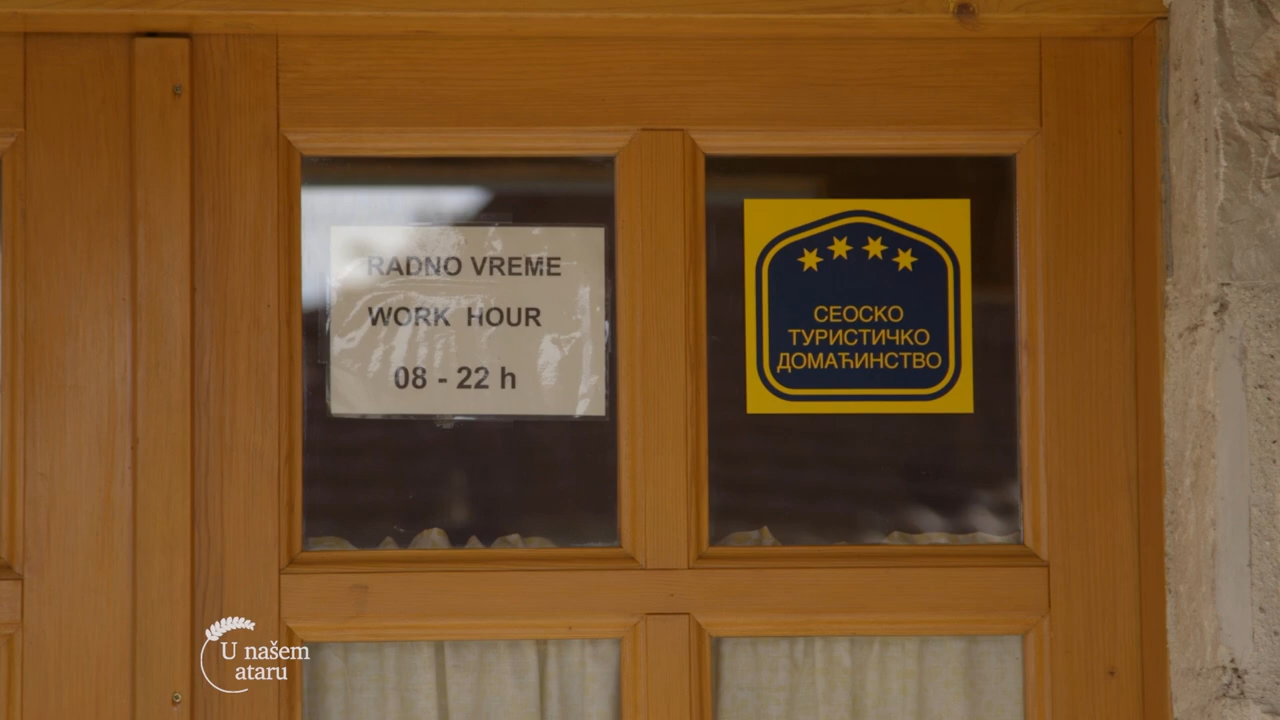 RADNO VREME
WORK HOUR
08 - 22 h
СЕОСКО
ТУРИСТИЧКО
ДОМАЋИНСТВО
U našem
ataru